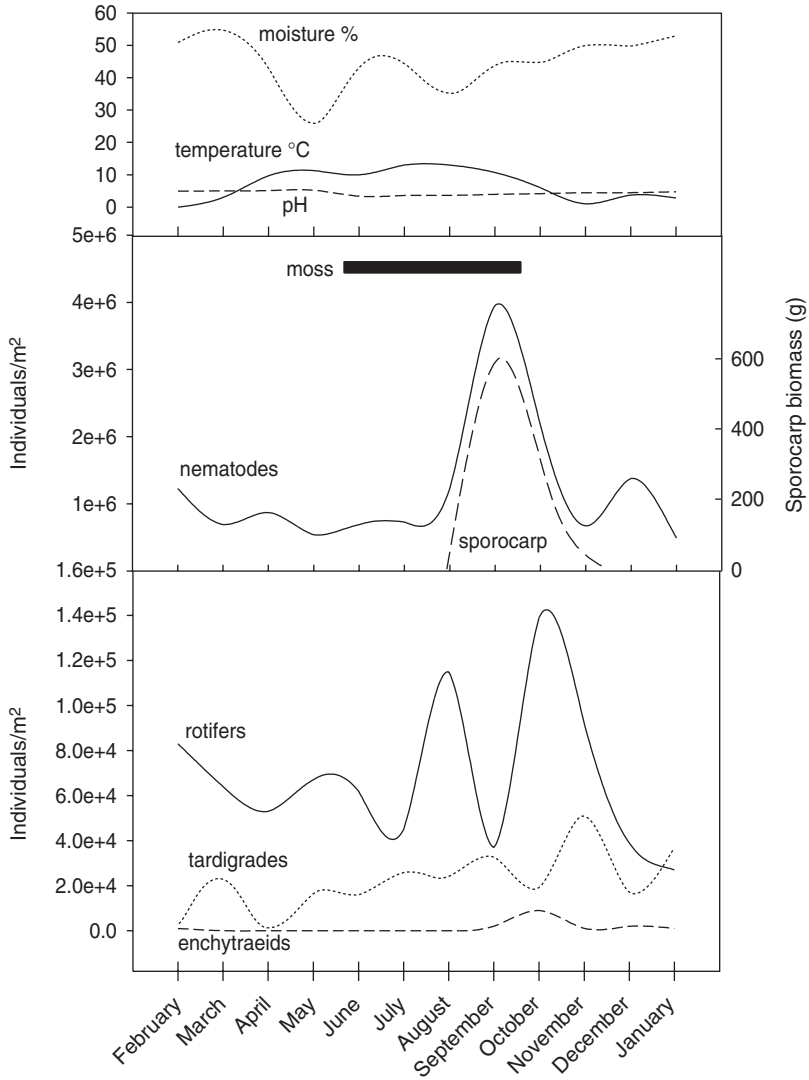 60
50
40
30
20
10
0
moisture %
temperature °C
pH
5e+6
4e+6
3e+6
2e+6
1e+6
Individuals/m²
moss
nematodes
sporocarp
600
400
200
0
Sporocarp biomass (g)
1.6e+5
1.4e+5
1.2e+5
1.0e+5
8.0e+4
6.0e+4
4.0e+4
2.0e+4
0.0
Individuals/m²
rotifers
tardigrades
enchytraeids
February
March
April
May
June
July
August
September
October
November
December
January